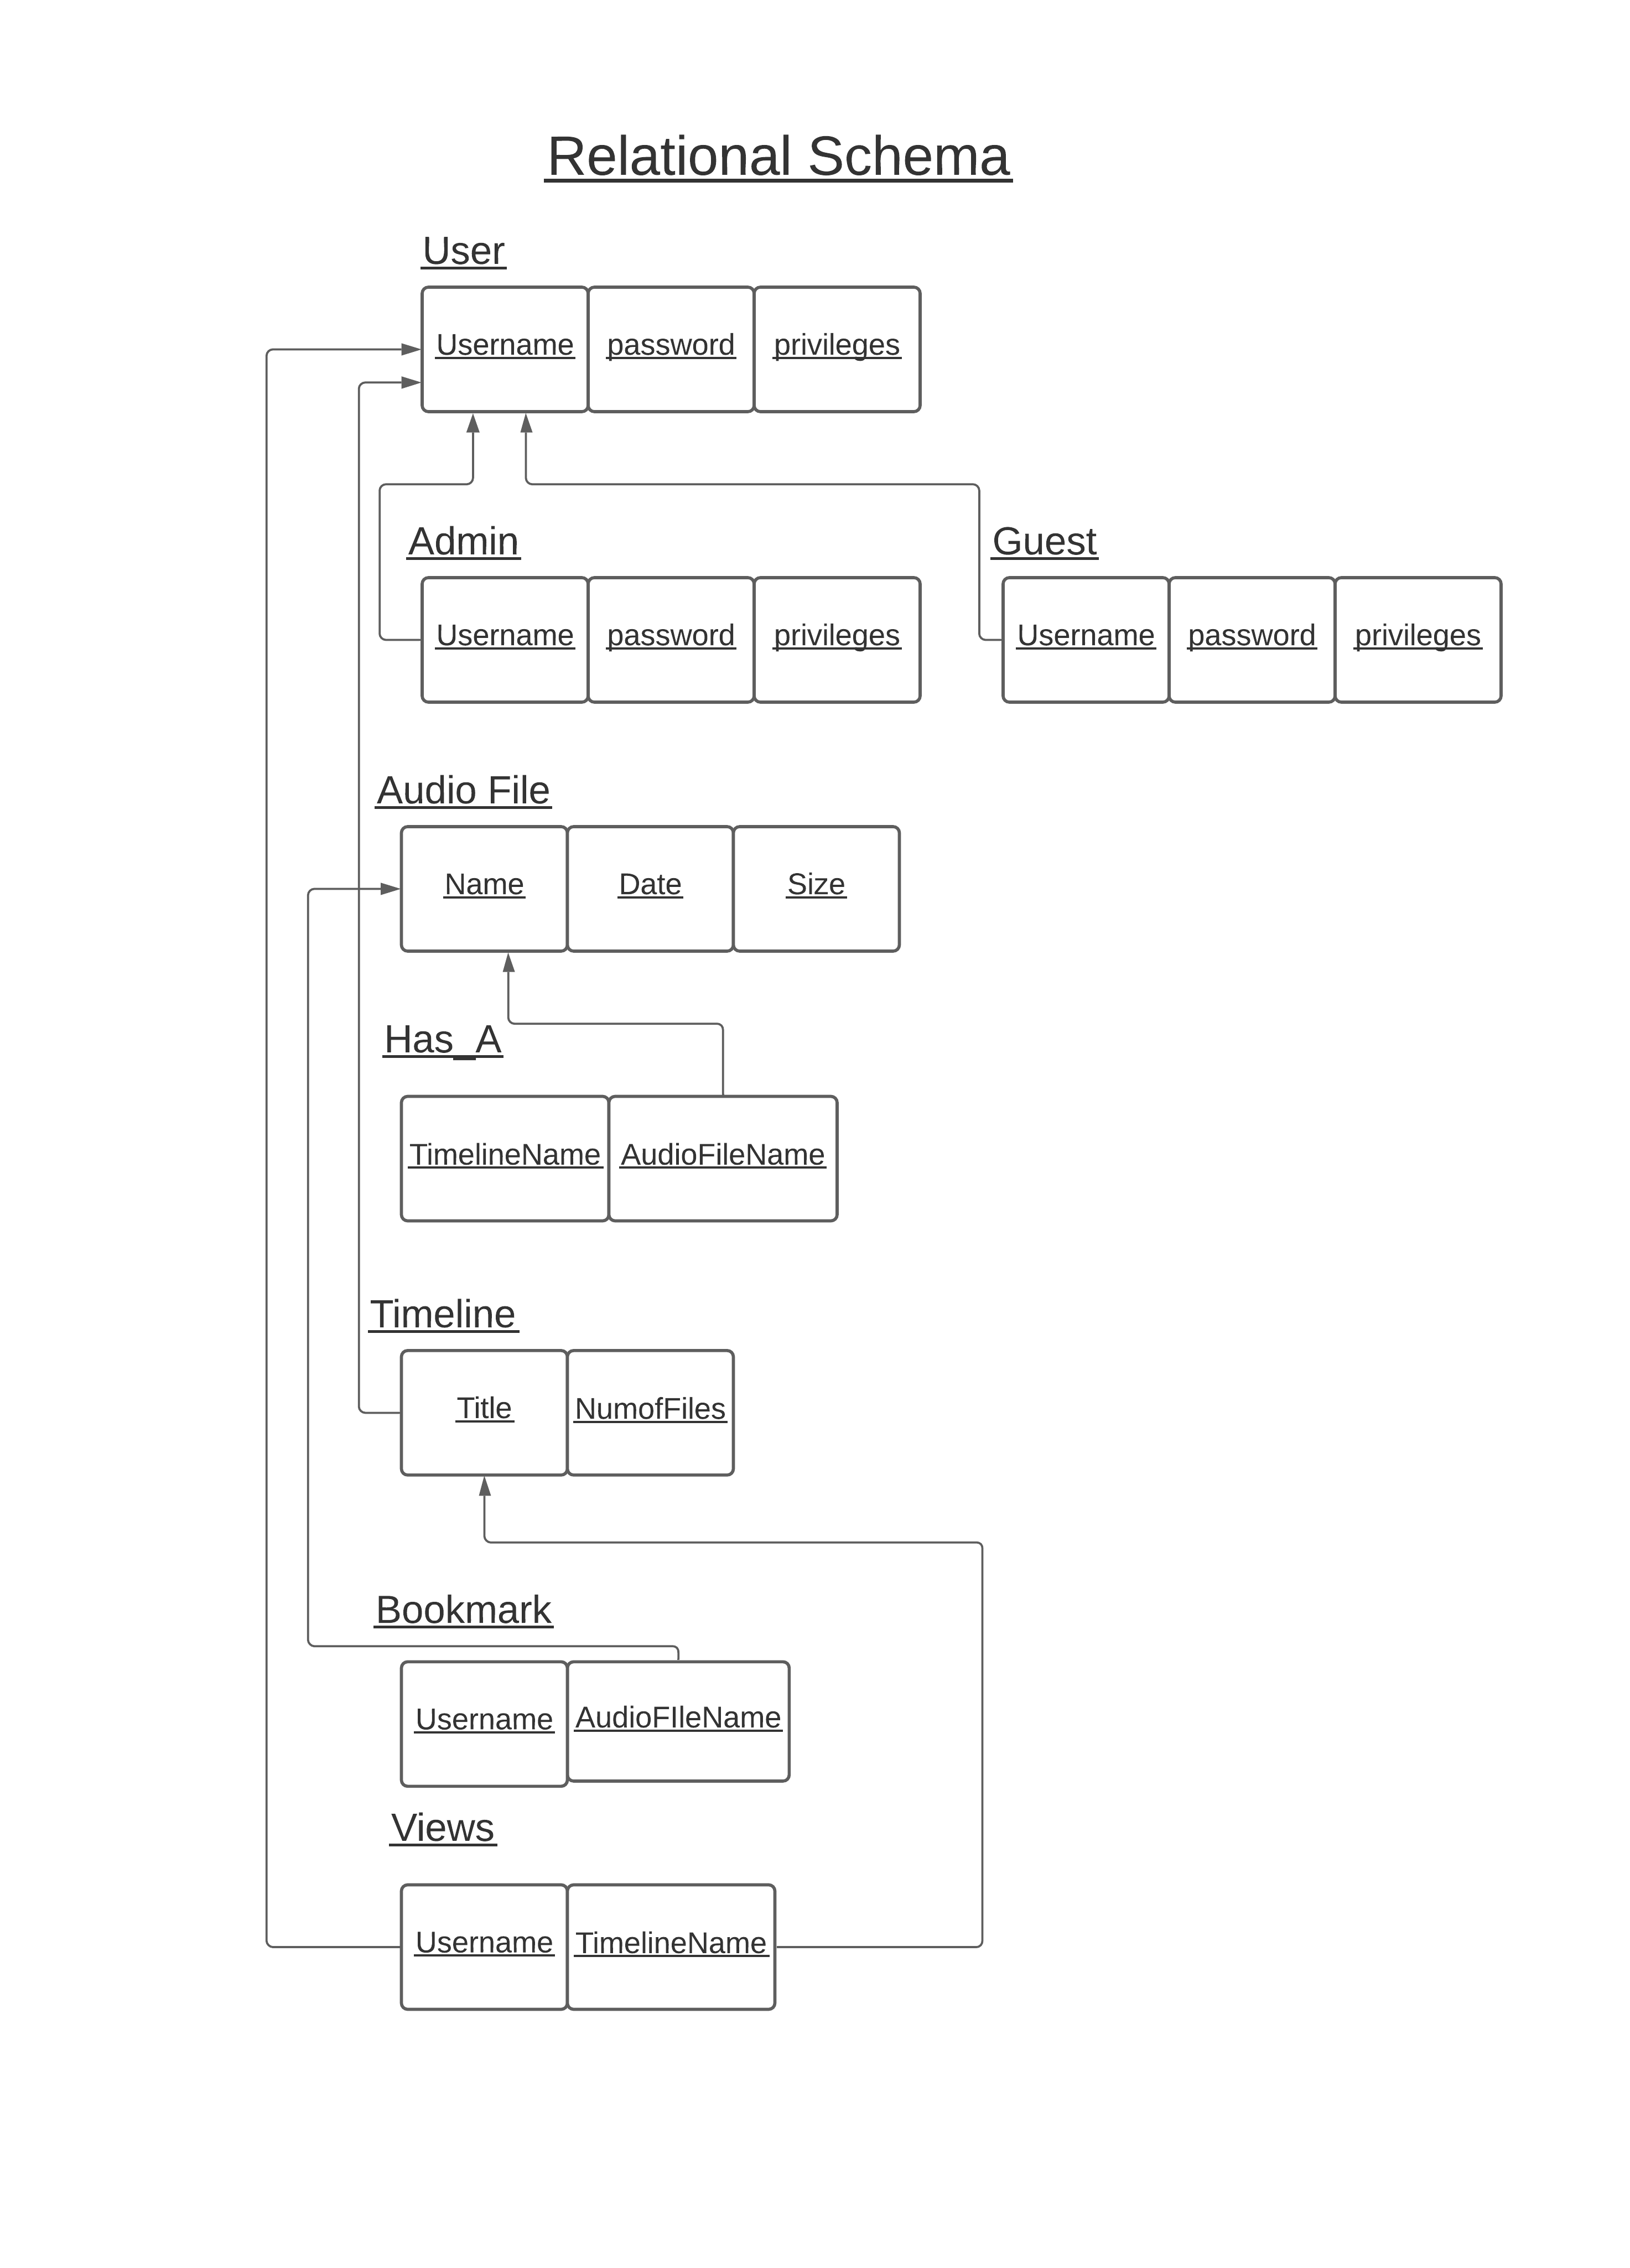 Relational Schema
User
Username password privileges
Admin
Guest
Username password privileges
Username password privileges
Audio File
Name Date Size
Has_A
TimelineName AudioFileName
Timeline
Title NumofFiles
Bookmark
Username AudioFIleName
Views
Username TimelineName